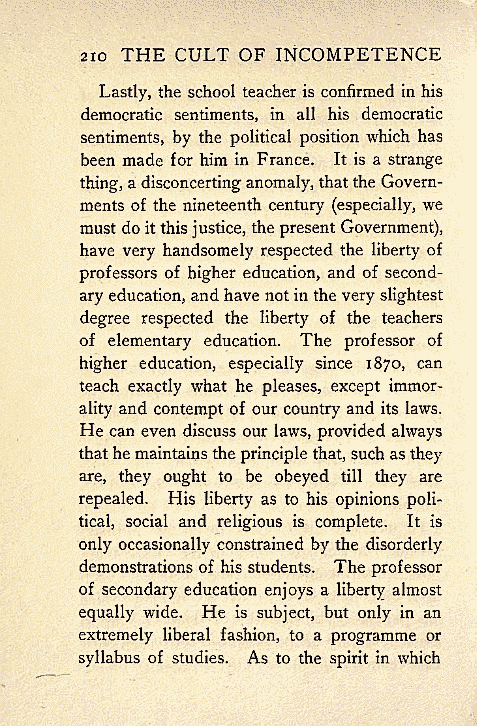 210 THE CULT OF INCOMPETENCE
Lastly, the school teacher is confirmed in his
democratic sentiments, in all his democratic
sentiments, by the political position which has
been made for him in France. It is a strange
thing, a disconcerting anomaly, that the Govern-
ments of the nineteenth century (especially, we
must do it this justice, the present Government),
have very handsomely respected the liberty of
professors of higher education, and of second-
ary education, and have not in the very slightest
degree respected the liberty of the teachers
of elementary education. The professor of
higher education, especially since 1870, can
teach exactly what he pleases, except immor-
ality and contempt of our country and its laws.
He can even discuss our laws, provided always
that he maintains the principle that, such as they
are, they ought to be obeyed till they are
repealed. His liberty as to his opinions poli-
tical, social and religious is complete. It is
only occasionally constrained by the disorderly
demonstrations of his students. The professor
of secondary education enjoys a liberty almost
equally wide. He is subject, but only in an
extremely liberal fashion, to a programme or
syllabus of studies. As to the spirit in which